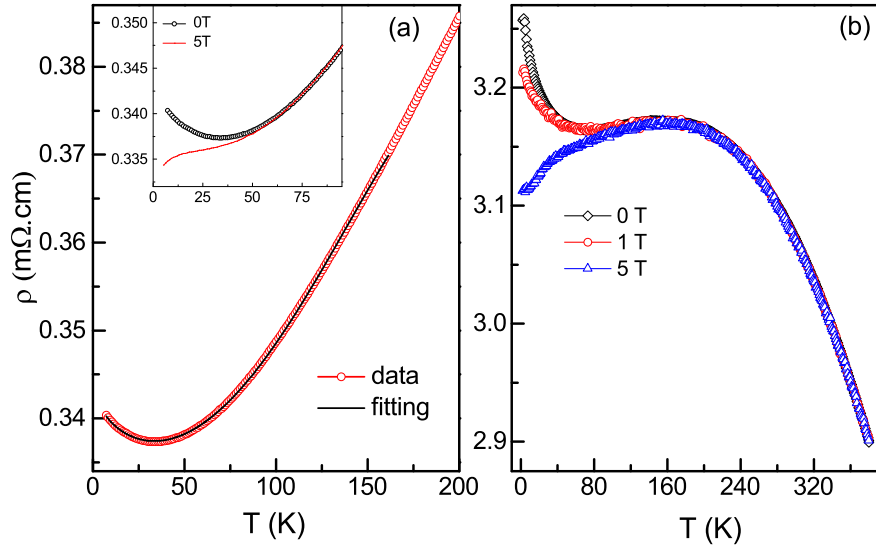 (a)
0.350
0.345
0.340
0.335
0 25 50 75
0T
5T
0.38
0.37
0.36
0.35
0.34
ρ (mΩ.cm)
data
fitting
0 50 100 150 200
T (K)
(b)
3.2
3.1
3.0
2.9
0 T
1 T
5 T
0 80 160 240 320
T (K)